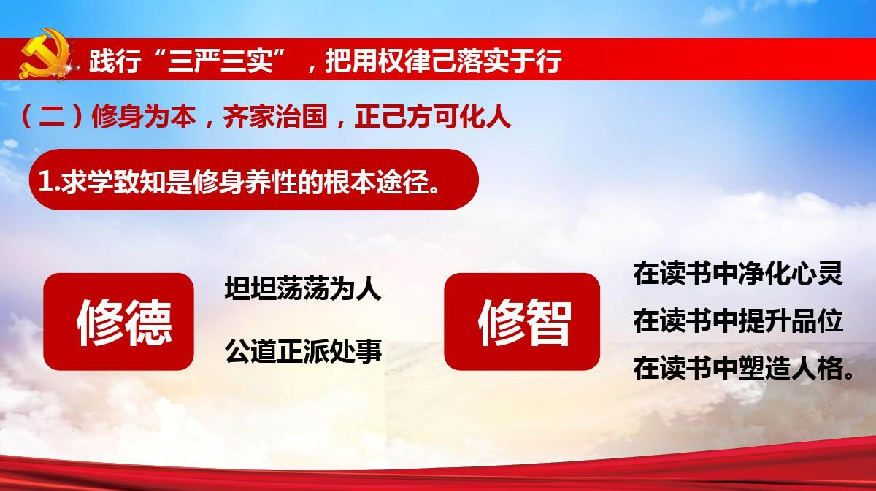 践行“三严三实”，把用权律己落实于行
（二）修身为本，齐家治国，正己方可化人
1.求学致知是修身养性的根本途径。
修德
坦坦荡荡为人
公道正派处事
修智
在读书中净化心灵
在读书中提升品位
在读书中塑造人格。